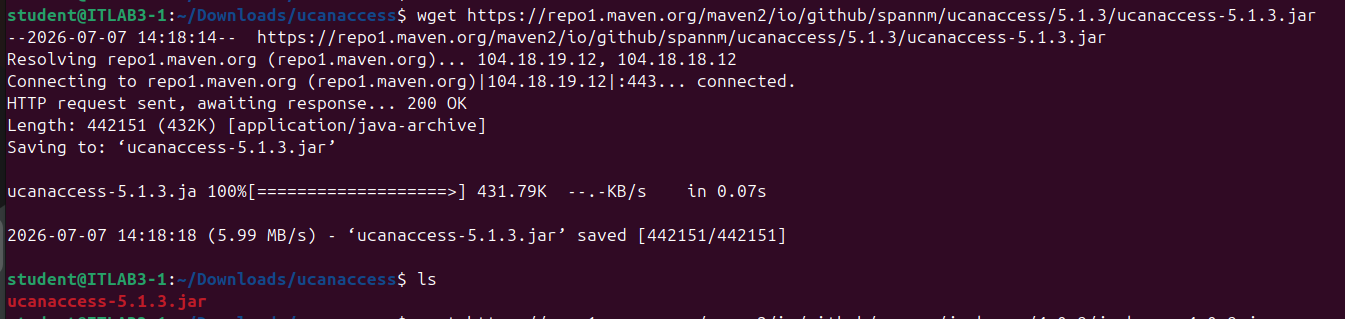 student@ITLAB3-1:~/Downloads/ucanaccess$ wget https://repo1.maven.org/maven2/io/github/spannm/ucanaccess/5.1.3/ucanaccess-5.1.3.jar
--2026-07-07 14:18:14--  https://repo1.maven.org/maven2/io/github/spannm/ucanaccess/5.1.3/ucanaccess-5.1.3.jar
Resolving repo1.maven.org (repo1.maven.org)... 104.18.19.12, 104.18.18.12
Connecting to repo1.maven.org (repo1.maven.org)|104.18.19.12|:443... connected.
HTTP request sent, awaiting response... 200 OK
Length: 442151 (432K) [application/java-archive]
Saving to: ‘ucanaccess-5.1.3.jar’
ucanaccess-5.1.3.ja 100%[===================>] 431.79K  --.-KB/s    in 0.07s
2026-07-07 14:18:18 (5.99 MB/s) - ‘ucanaccess-5.1.3.jar’ saved [442151/442151]
student@ITLAB3-1:~/Downloads/ucanaccess$ ls
ucanaccess-5.1.3.jar